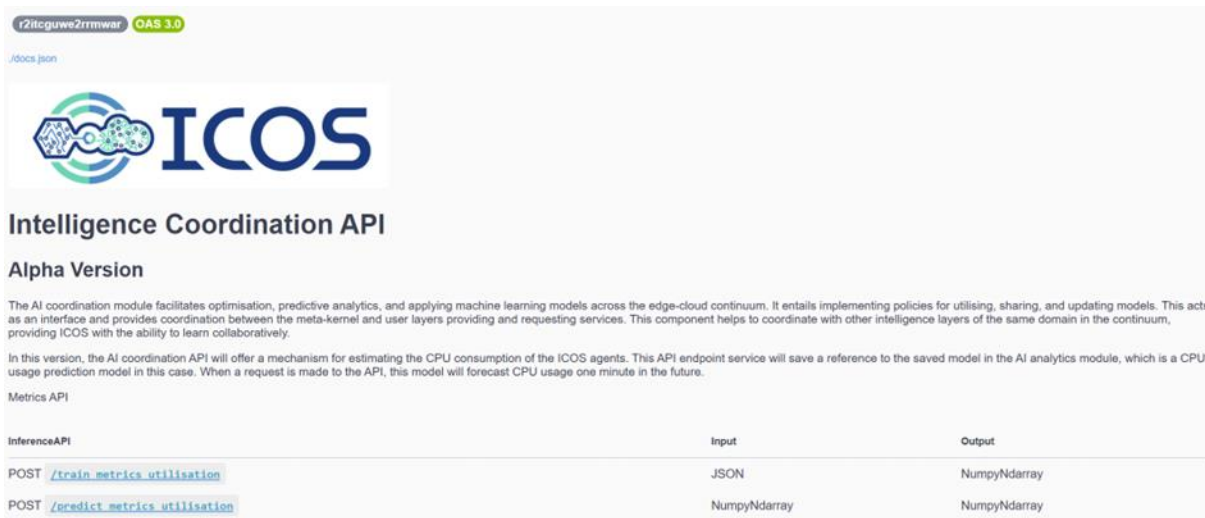 r2itcguwe2rrmwar OAS 3.0
./docs.json
ICOS
Intelligence Coordination API
Alpha Version
The AI coordination module facilitates optimisation, predictive analytics, and applying machine learning models across the edge-cloud continuum. It entails implementing policies for utilising, sharing, and updating models. This acts
as an interface and provides coordination between the meta-kernel and user layers providing and requesting services. This component helps to coordinate with other intelligence layers of the same domain in the continuum,
providing ICOS with the ability to learn collaboratively.
In this version, the AI coordination API will offer a mechanism for estimating the CPU consumption of the ICOS agents. This API endpoint service will save a reference to the saved model in the AI analytics module, which is a CPU
usage prediction model in this case. When a request is made to the API, this model will forecast CPU usage one minute in the future.
Metrics API
InferenceAPI Input Output
POST /train_metrics_utilisation JSON NumpyNdarray
POST /predict_metrics_utilisation NumpyNdarray NumpyNdarray